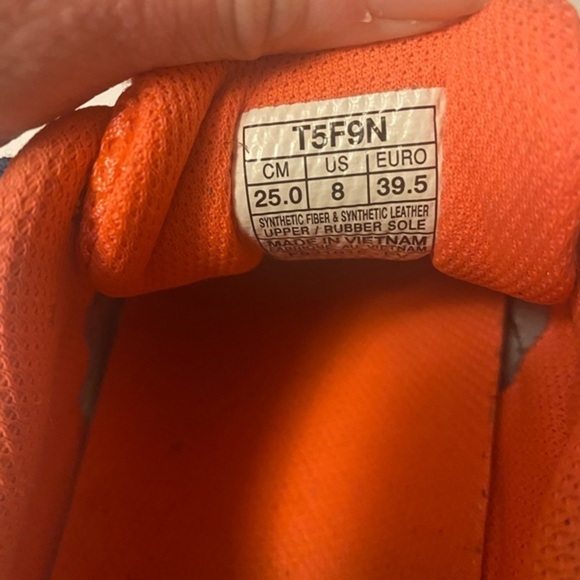 T5F9N
CM US EURO
25.0 8 39.5
SYNTHETIC FIBER & SYNTHETIC LEATHER
UPPER / RUBBER SOLE
MADE IN VIETNAM